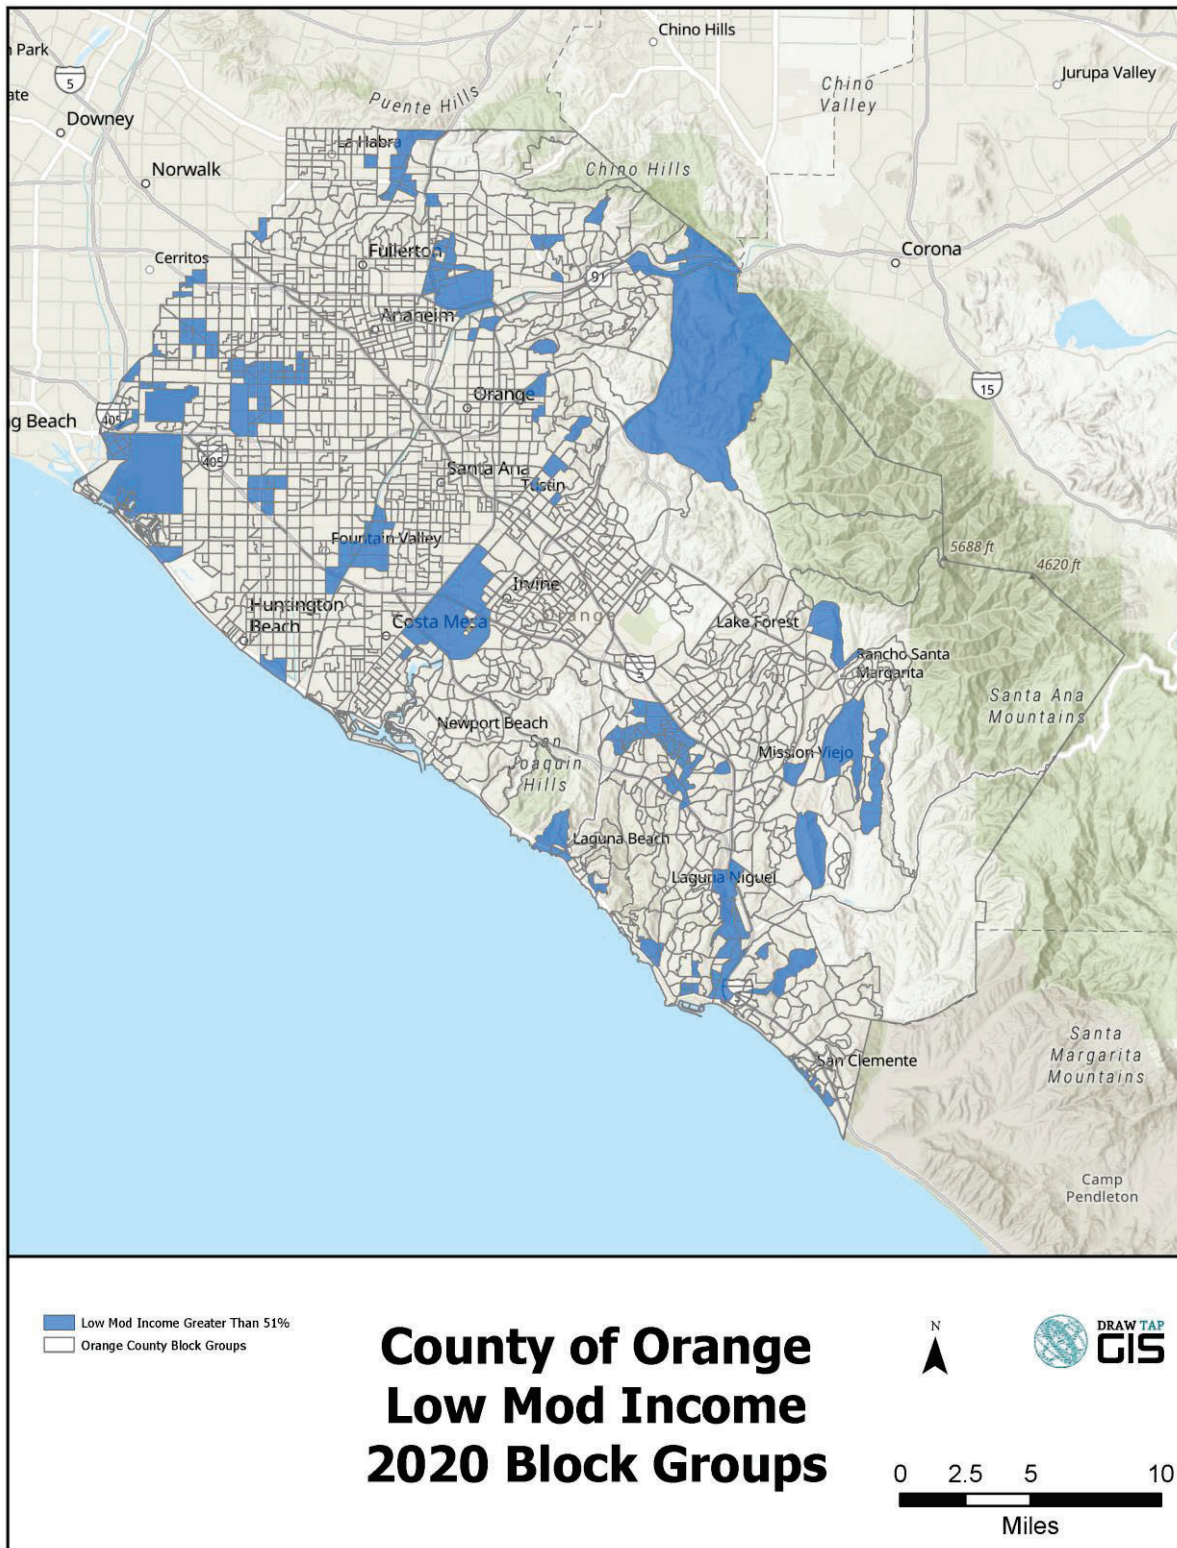 Chino Hills
Park
5
ate
Jurupa Valley
Chino
Valley
Puente Hills
Downey
La Habra
Norwalk
Chino Hills
Fullerton
Corona
Cerritos
91
Anaheim
15
Orange
405
ng Beach
405
Santa Ana
Tustin
Fountain Valley
5688 ft
4620 ft
Irvine
Huntington
Beach
Orange
Costa Mesa
Lake Forest
Rancho Santa
Margarita
5
Santa Ana
Mountains
Newport Beach
San
Joaquin
Hills
Mission Viejo
Laguna Beach
Laguna Niguel
5
Santa
Margarita
Mountains
San Clemente
Camp
Pendleton
Low Mod Income Greater Than 51%
Orange County Block Groups
County of Orange
Low Mod Income
2020 Block Groups
N
DRAW TAP
GIS
0 2.5 5 10
Miles